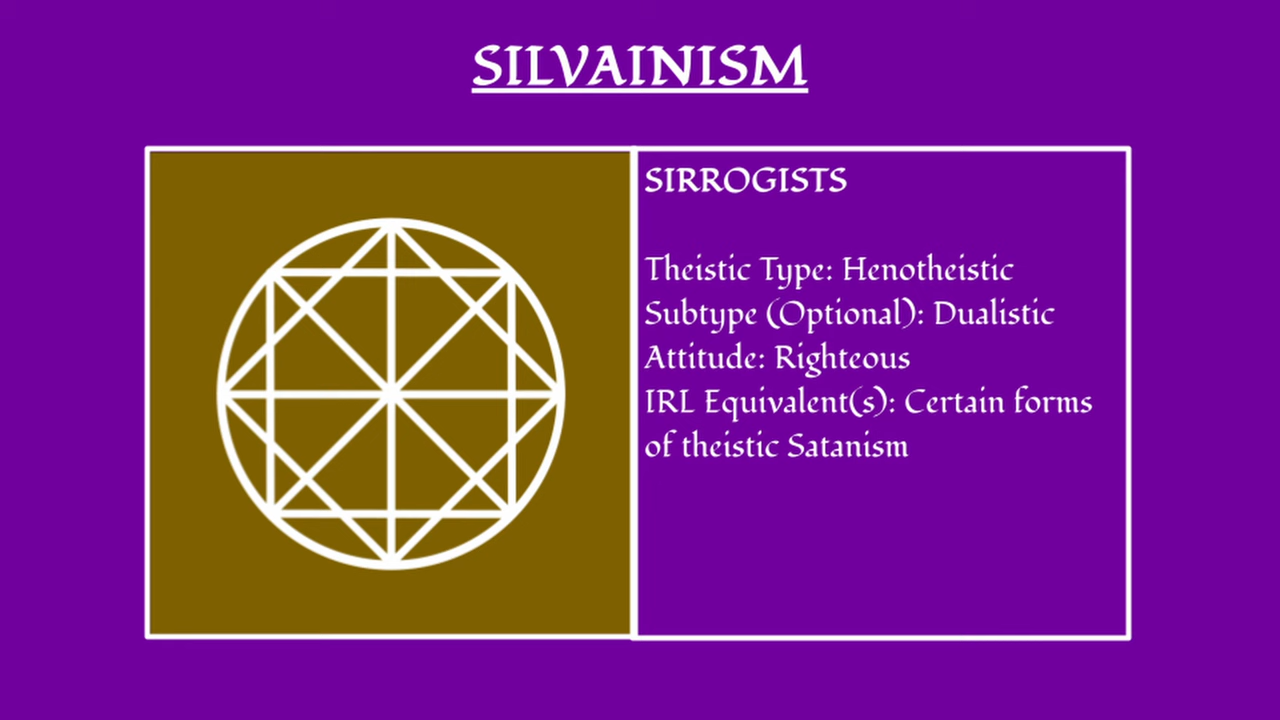 SILVAINISM
SIRROGISTS
Theistic Type: Henotheistic
Subtype (Optional): Dualistic
Attitude: Righteous
IRL Equivalent(s): Certain forms
of theistic Satanism